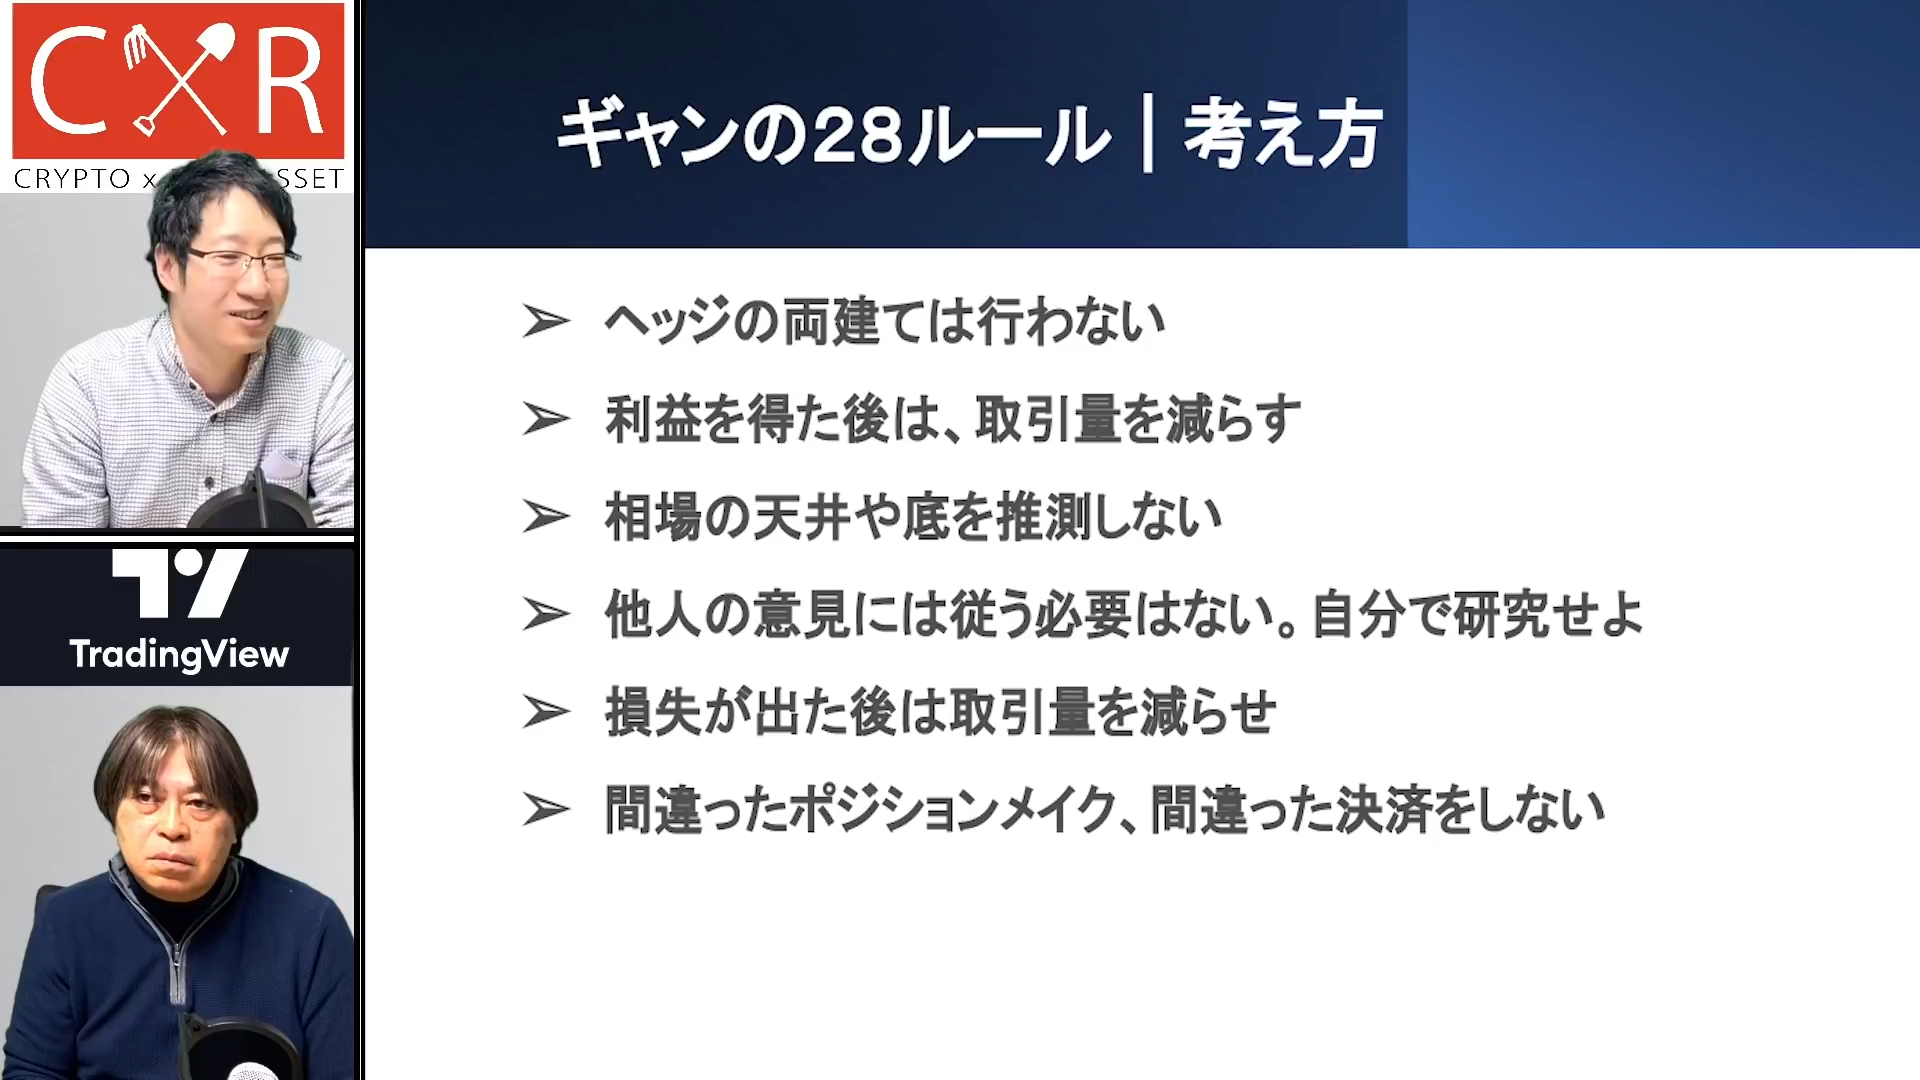 C R
CRYPTO x SSET
TradingView
ギャンの28ルール｜考え方
➢ ヘッジの両建ては行わない
➢ 利益を得た後は、取引量を減らす
➢ 相場の天井や底を推測しない
➢ 他人の意見には従う必要はない。自分で研究せよ
➢ 損失が出た後は取引量を減らせ
➢ 間違ったポジションメイク、間違った決済をしない